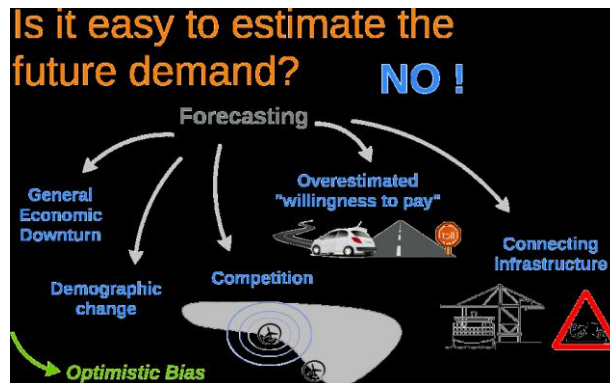 Is it easy to estimate the
future demand?
NO !
Forecasting
General
Economic
Downturn
Demographic
change
Competition
Overestimated
"willingness to pay"
Connecting
Infrastructure
Optimistic Bias